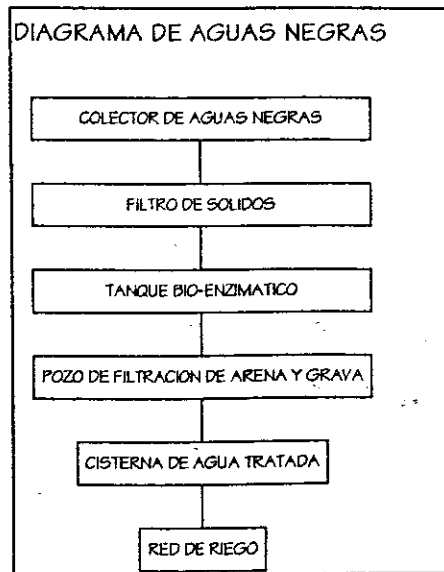 DIAGRAMA DE AGUAS NEGRAS
COLECTOR DE AGUAS NEGRAS
FILTRO DE SOLIDOS
TANQUE BIO-ENZIMATICO
POZO DE FILTRACION DE ARENA Y GRAVA
CISTERNA DE AGUA TRATADA
RED DE RIEGO